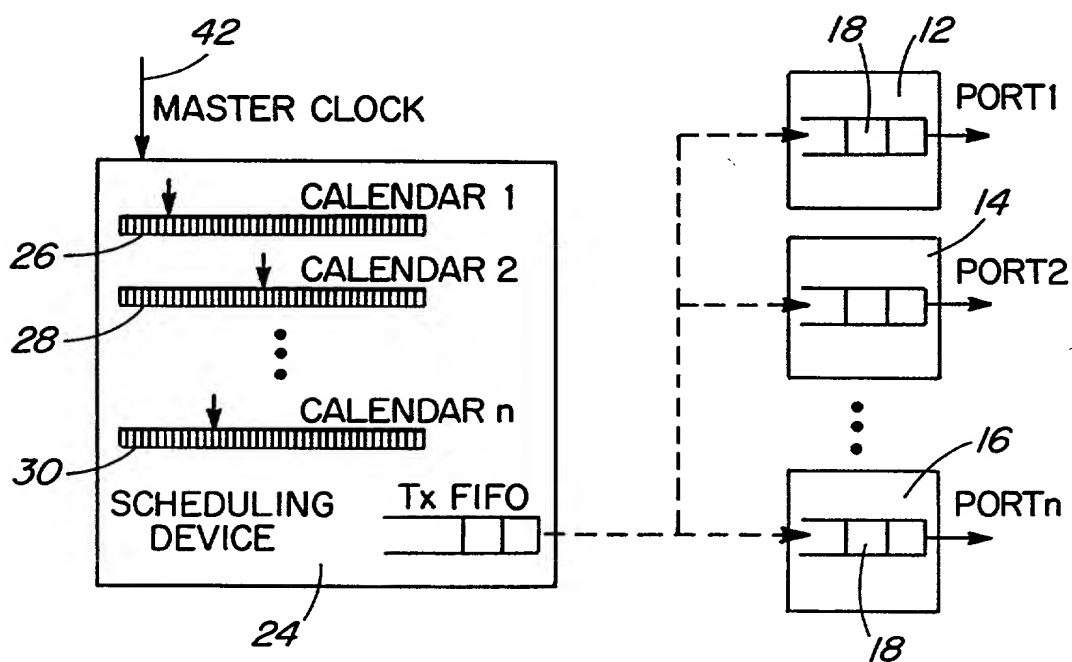 42
MASTER CLOCK
CALENDAR 1
26
CALENDAR 2
28
CALENDAR n
30
SCHEDULING
DEVICE
Tx FIFO
24
18
12
PORT1
14
PORT2
16
PORTn
18